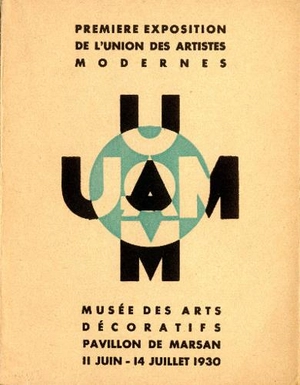 PREMIERE EXPOSITION
DE L'UNION DES ARTISTES
MODERNES
U
UAM
M
MUSÉE DES ARTS
DÉCORATIFS
PAVILLON DE MARSAN
11 JUIN - 14 JUILLET 1930